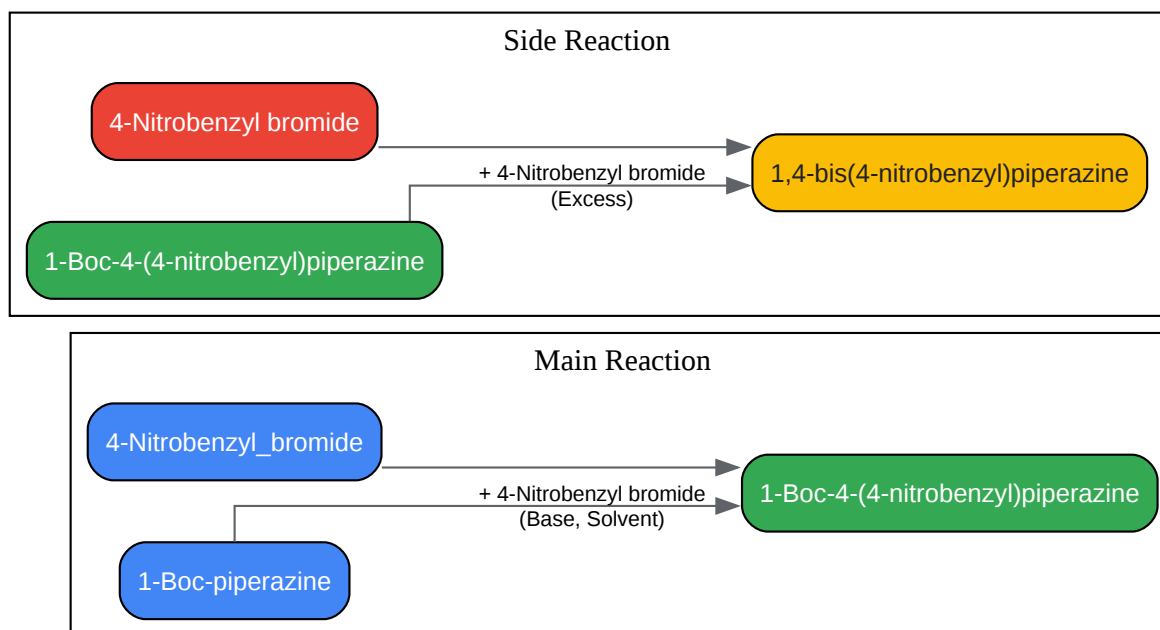 Side Reaction
4-Nitrobenzyl bromide
+ 4-Nitrobenzyl bromide
(Excess)
1,4-bis(4-nitrobenzyl)piperazine
1-Boc-4-(4-nitrobenzyl)piperazine
Main Reaction
4-Nitrobenzyl_bromide
+ 4-Nitrobenzyl bromide
(Base, Solvent)
1-Boc-4-(4-nitrobenzyl)piperazine
1-Boc-piperazine